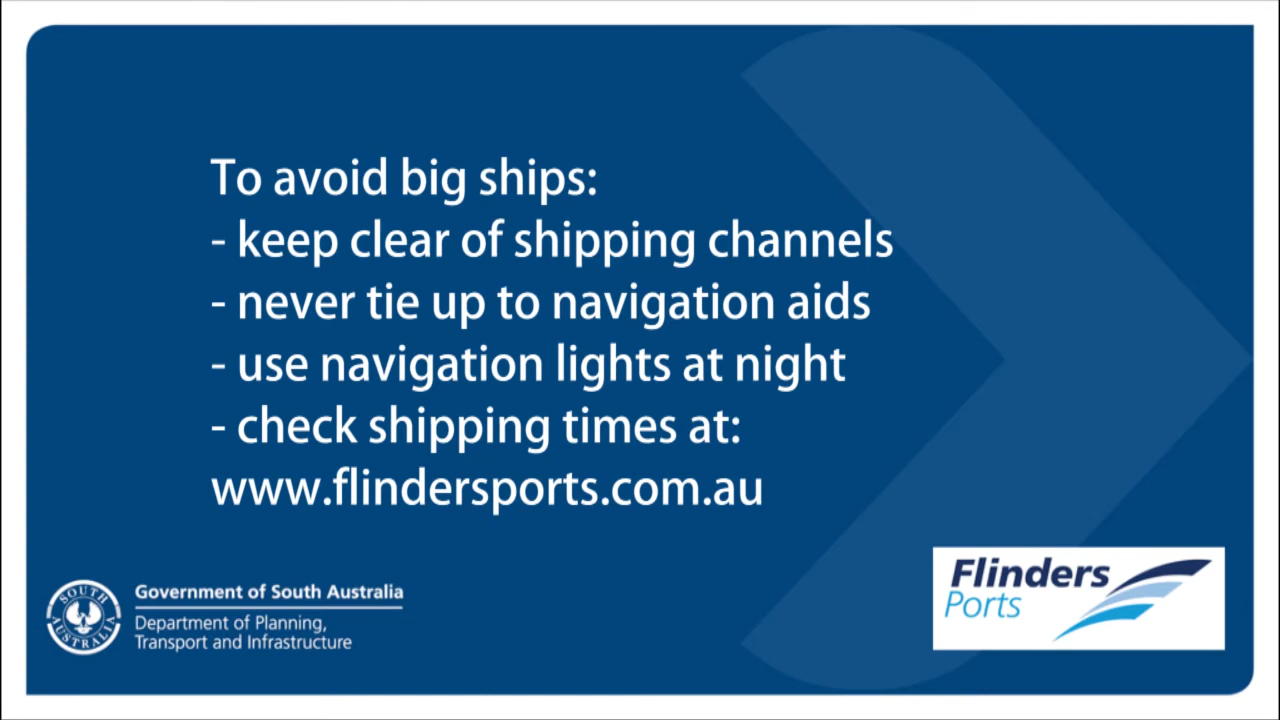 To avoid big ships:
- keep clear of shipping channels
- never tie up to navigation aids
- use navigation lights at night
- check shipping times at:
www.flindersports.com.au
SOUTH AUSTRALIA
Government of South Australia
Department of Planning,
Transport and Infrastructure
Flinders
Ports